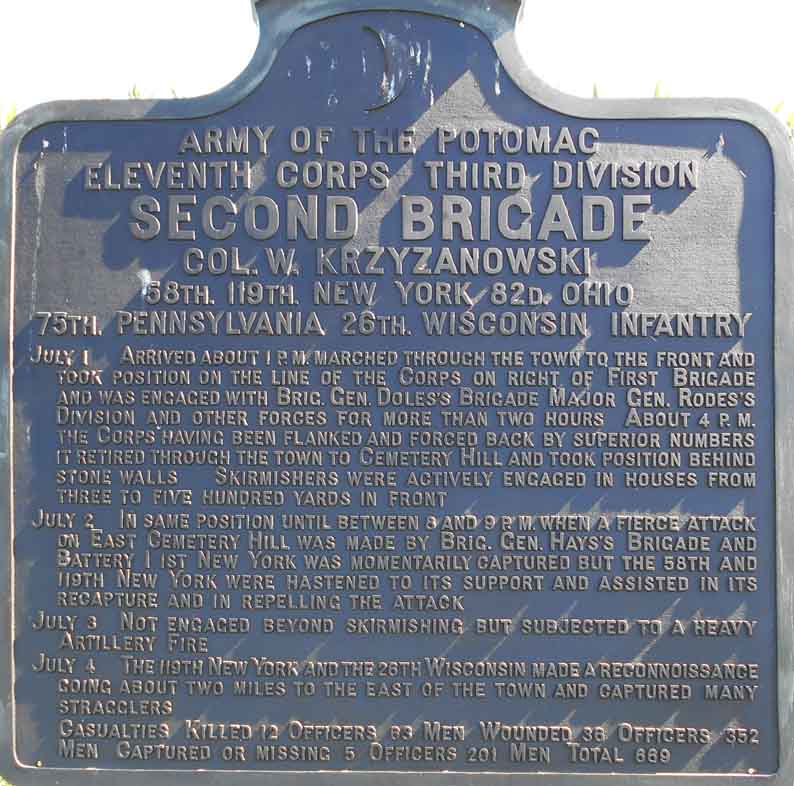 ARMY OF THE POTOMAC
ELEVENTH CORPS THIRD DIVISION
SECOND BRIGADE
COL. W. KRZYZANOWSKI
58TH. 119TH. NEW YORK, 82D. OHIO
75TH. PENNSYLVANIA 26TH. WISCONSIN INFANTRY
JULY 1 ARRIVED ABOUT 1 P.M. MARCHED THROUGH THE TOWN TO THE FRONT AND
TOOK POSITION ON THE LINE OF THE CORPS ON RIGHT OF FIRST BRIGADE
AND WAS ENGAGED WITH BRIG. GEN. DOLES'S BRIGADE MAJOR GEN. RODES'S
DIVISION AND OTHER FORCES FOR MORE THAN TWO HOURS ABOUT 4 P.M.
THE CORPS HAVING BEEN FLANKED AND FORCED BACK BY SUPERIOR NUMBERS
IT RETIRED THROUGH THE TOWN TO CEMETERY HILL AND TOOK POSITION BEHIND
STONE WALLS SKIRMISHERS WERE ACTIVELY ENGAGED IN HOUSES FROM
THREE TO FIVE HUNDRED YARDS IN FRONT
JULY 2 IN SAME POSITION UNTIL BETWEEN 8 AND 9 P.M. WHEN A FIERCE ATTACK
ON EAST CEMETERY HILL WAS MADE BY BRIG. GEN. HAYS'S BRIGADE AND
BATTERY I 1ST NEW YORK WAS MOMENTARILY CAPTURED BUT THE 58TH AND
119TH NEW YORK WERE HASTENED TO ITS SUPPORT AND ASSISTED IN ITS
RECAPTURE AND IN REPELLING THE ATTACK
JULY 3 NOT ENGAGED BEYOND SKIRMISHING BUT SUBJECTED TO A HEAVY
ARTILLERY FIRE
JULY 4 THE 119TH NEW YORK AND THE 26TH WISCONSIN MADE A RECONNOISSANCE
GOING ABOUT TWO MILES TO THE EAST OF THE TOWN AND CAPTURED MANY
STRAGGLERS
CASUALTIES KILLED 12 OFFICERS 63 MEN WOUNDED 36 OFFICERS 352
MEN CAPTURED OR MISSING 5 OFFICERS 201 MEN TOTAL 669